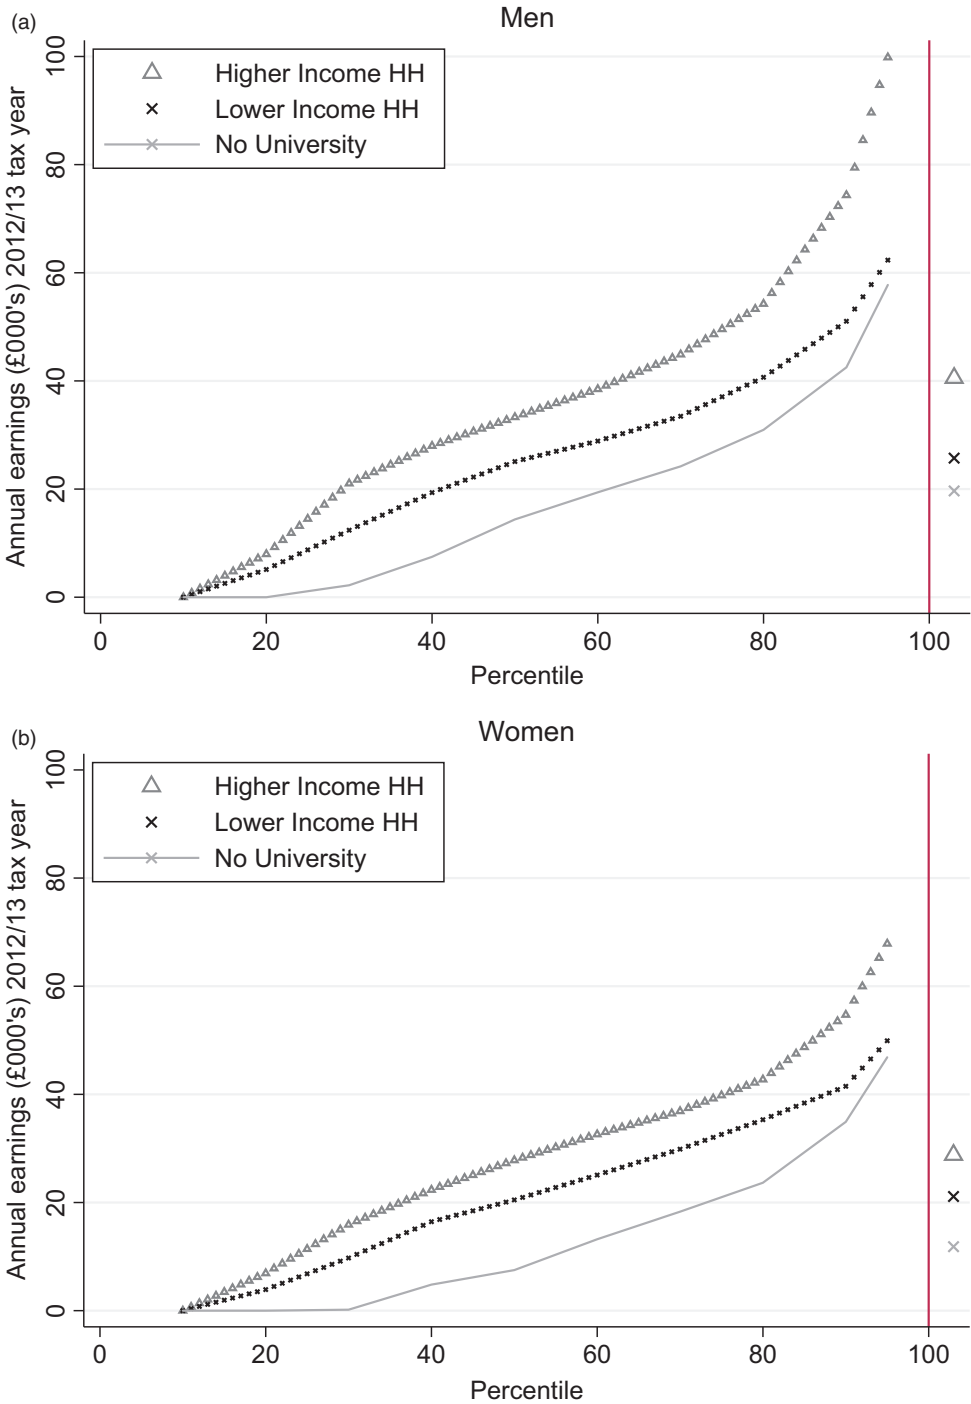 (a)
Men
Higher Income HH
Lower Income HH
No University
Annual earnings (£000's) 2012/13 tax year
100
80
60
40
20
0
0 20 40 60 80 100
Percentile
(b)
Women
Higher Income HH
Lower Income HH
No University
Annual earnings (£000's) 2012/13 tax year
100
80
60
40
20
0
0 20 40 60 80 100
Percentile